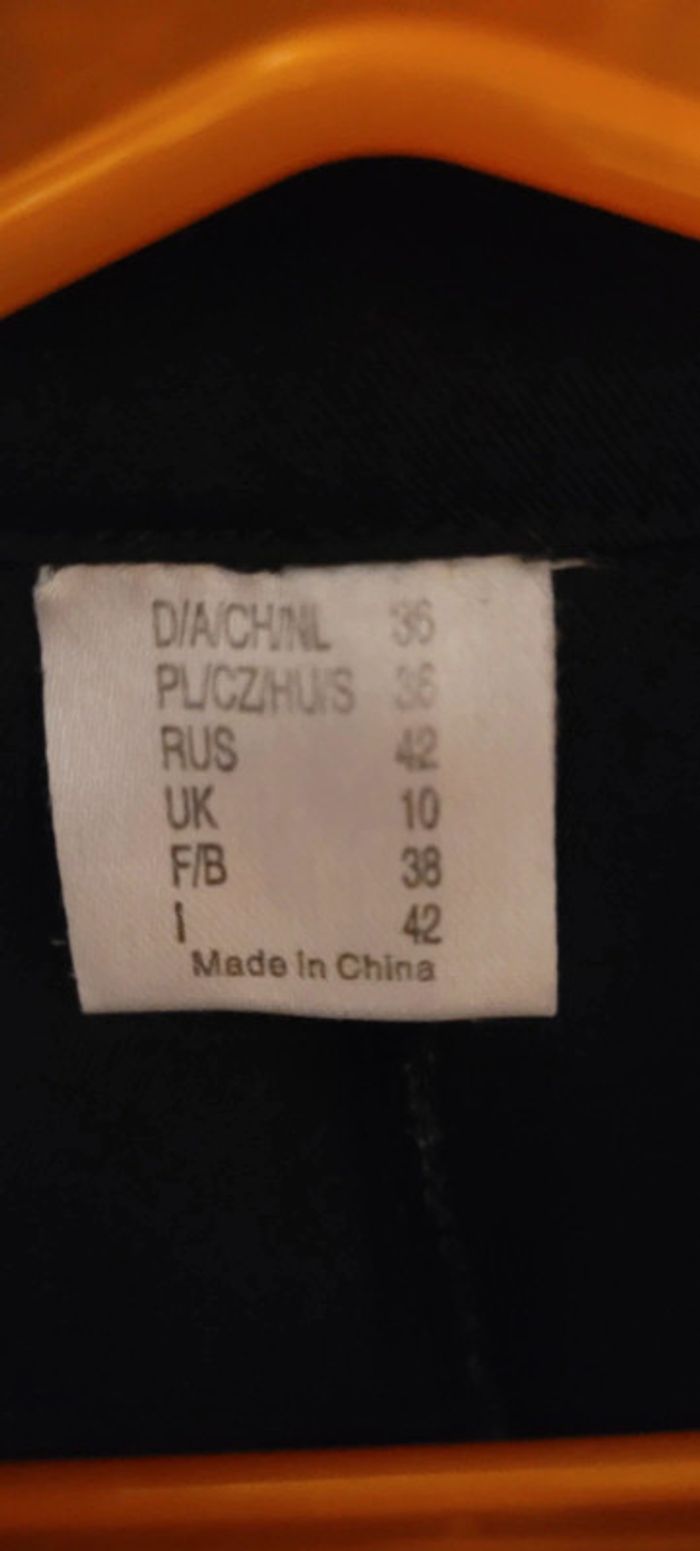 D/A/CH/NL 36
PL/CZ/HU/S 36
RUS 42
UK 10
F/B 38
I 42
Made In China